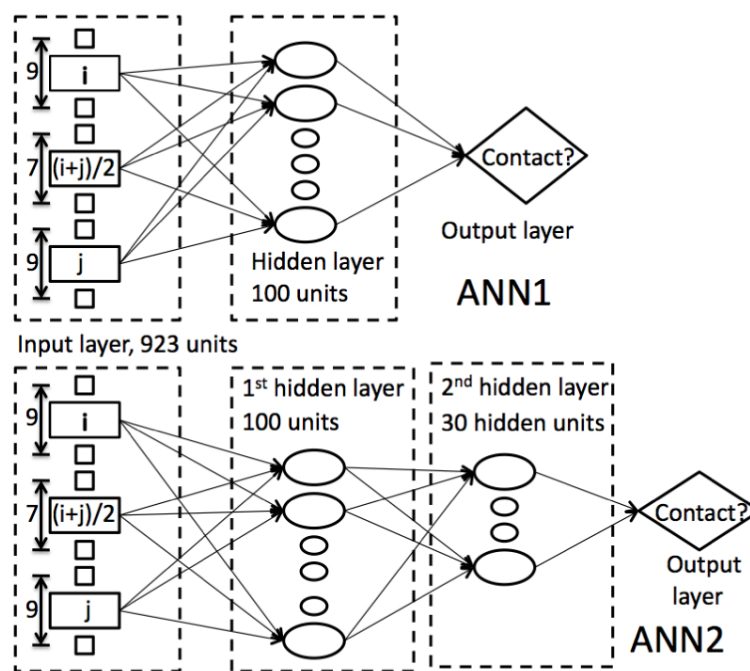 9
i
7
(i+j)/2
9
j
Hidden layer
100 units
Contact?
Output layer
ANN1
Input layer, 923 units
9
i
7
(i+j)/2
9
j
1st hidden layer
100 units
2nd hidden layer
30 hidden units
Contact?
Output
layer
ANN2